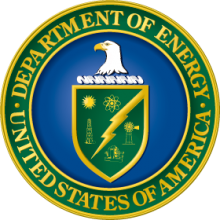 · DEPARTMENT OF ENERGY ·
UNITED STATES OF AMERICA